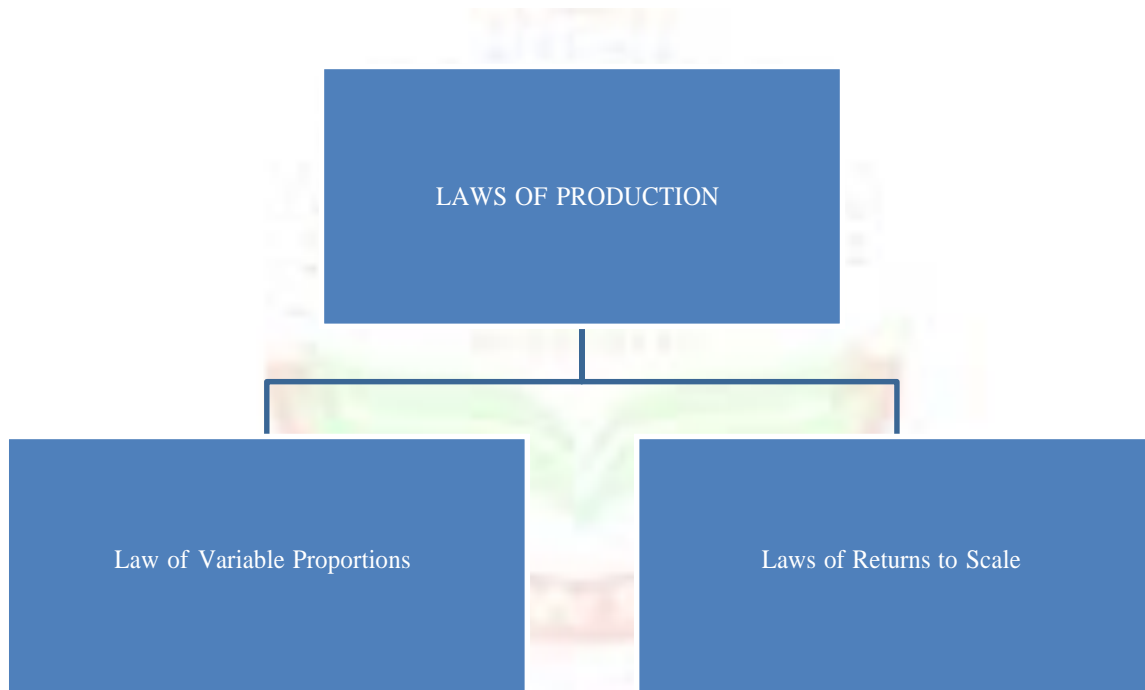 LAWS OF PRODUCTION
Law of Variable Proportions
Laws of Returns to Scale